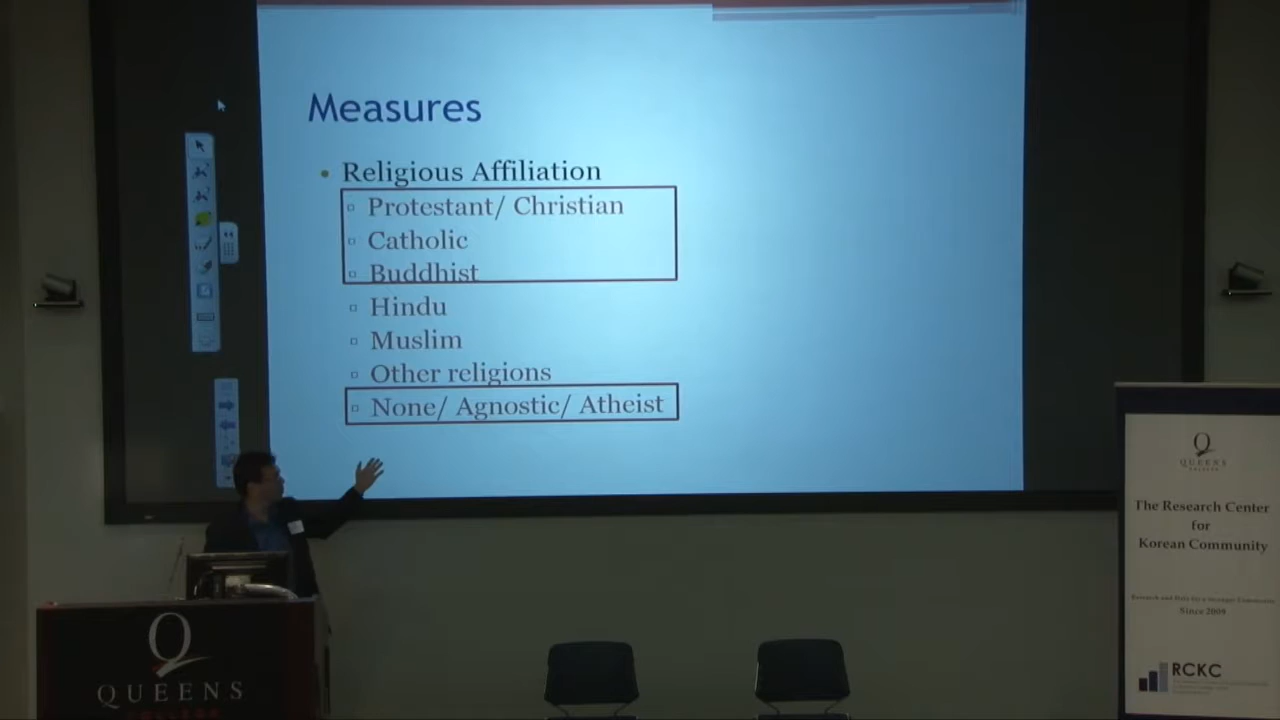 Measures
Religious Affiliation
Protestant/ Christian
Catholic
Buddhist
Hindu
Muslim
Other religions
None/ Agnostic/ Atheist
Q
QUEENS
Q
QUEENS
The Research Center
for
Korean Community
Since 2009
RCKC